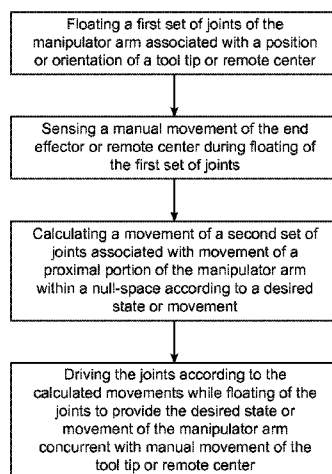 Floating a first set of joints of the
manipulator arm associated with a position
or orientation of a tool tip or remote center
Sensing a manual movement of the end
effector or remote center during floating of
the first set of joints
Calculating a movement of a second set of
joints associated with movement of a
proximal portion of the manipulator arm
within a null-space according to a desired
state or movement
Driving the joints according to the
calculated movements while floating of the
joints to provide the desired state or
movement of the manipulator arm
concurrent with manual movement of the
tool tip or remote center